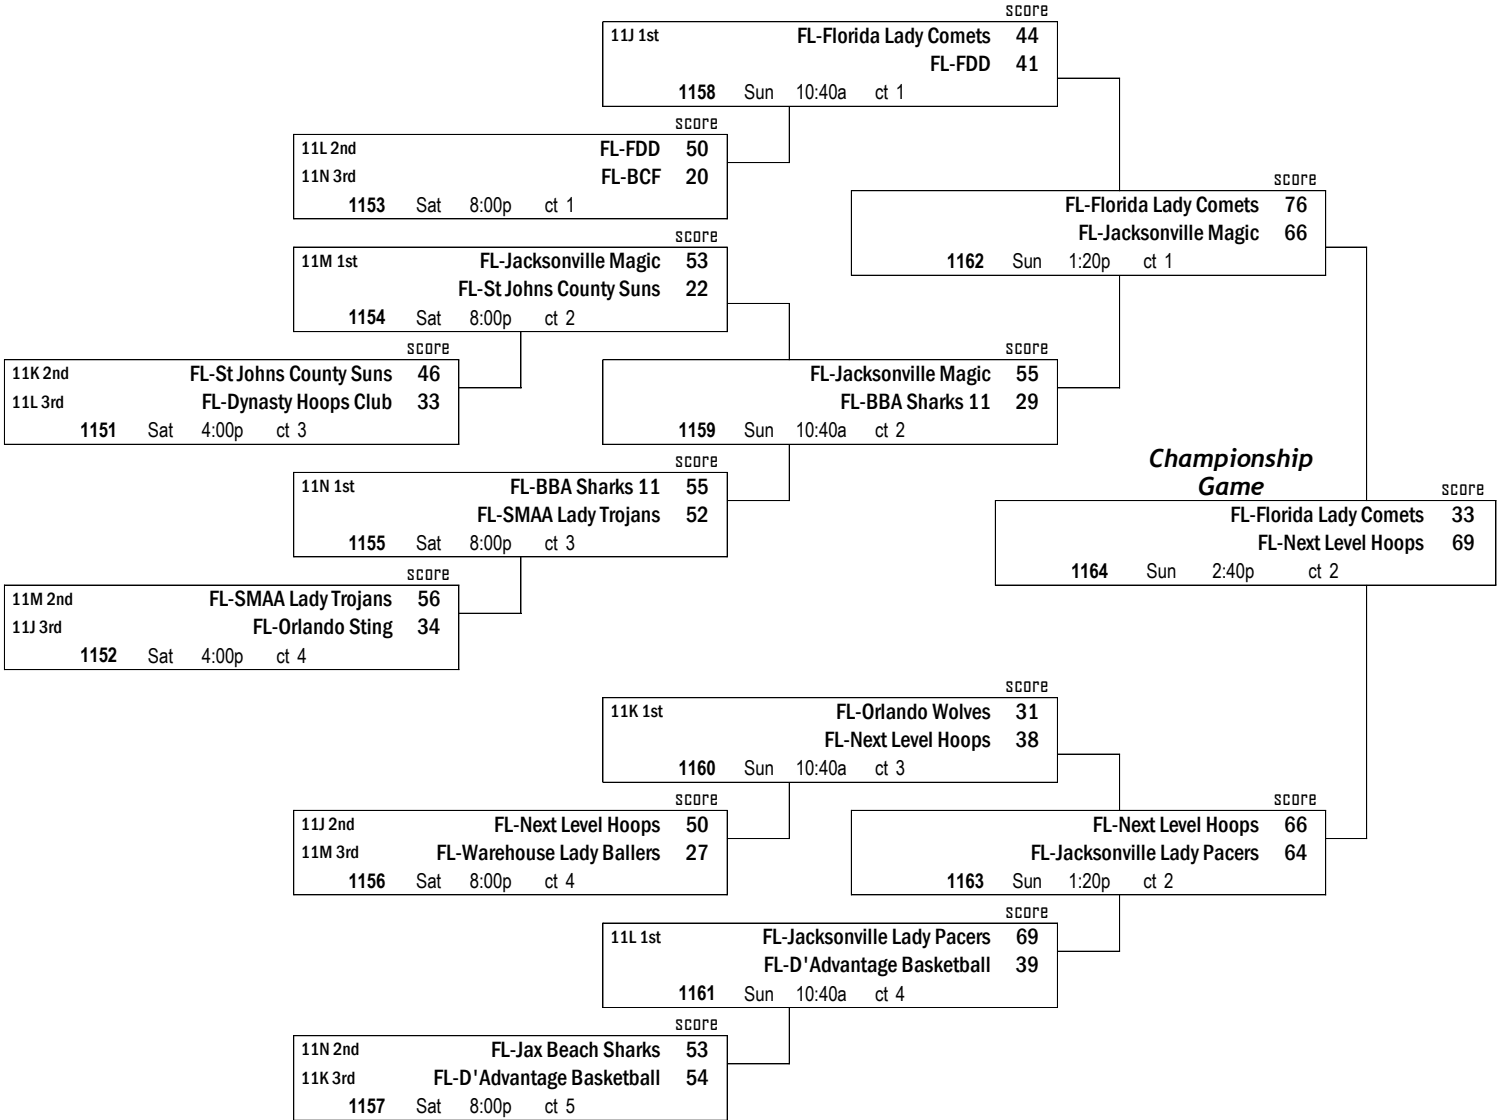 score
11J 1st FL-Florida Lady Comets 44
FL-FDD 41
1158 Sun 10:40a ct 1
score
11L 2nd FL-FDD 50
11N 3rd FL-BCF 20
1153 Sat 8:00p ct 1
score
FL-Florida Lady Comets 76
FL-Jacksonville Magic 66
1162 Sun 1:20p ct 1
score
11M 1st FL-Jacksonville Magic 53
FL-St Johns County Suns 22
1154 Sat 8:00p ct 2
score
11K 2nd FL-St Johns County Suns 46
11L 3rd FL-Dynasty Hoops Club 33
1151 Sat 4:00p ct 3
score
FL-Jacksonville Magic 55
FL-BBA Sharks 11 29
1159 Sun 10:40a ct 2
score
11N 1st FL-BBA Sharks 11 55
FL-SMAA Lady Trojans 52
1155 Sat 8:00p ct 3
Championship
Game
score
FL-Florida Lady Comets 33
FL-Next Level Hoops 69
1164 Sun 2:40p ct 2
score
11M 2nd FL-SMAA Lady Trojans 56
11J 3rd FL-Orlando Sting 34
1152 Sat 4:00p ct 4
score
11K 1st FL-Orlando Wolves 31
FL-Next Level Hoops 38
1160 Sun 10:40a ct 3
score
11J 2nd FL-Next Level Hoops 50
11M 3rd FL-Warehouse Lady Ballers 27
1156 Sat 8:00p ct 4
score
FL-Next Level Hoops 66
FL-Jacksonville Lady Pacers 64
1163 Sun 1:20p ct 2
score
11L 1st FL-Jacksonville Lady Pacers 69
FL-D'Advantage Basketball 39
1161 Sun 10:40a ct 4
score
11N 2nd FL-Jax Beach Sharks 53
11K 3rd FL-D'Advantage Basketball 54
1157 Sat 8:00p ct 5